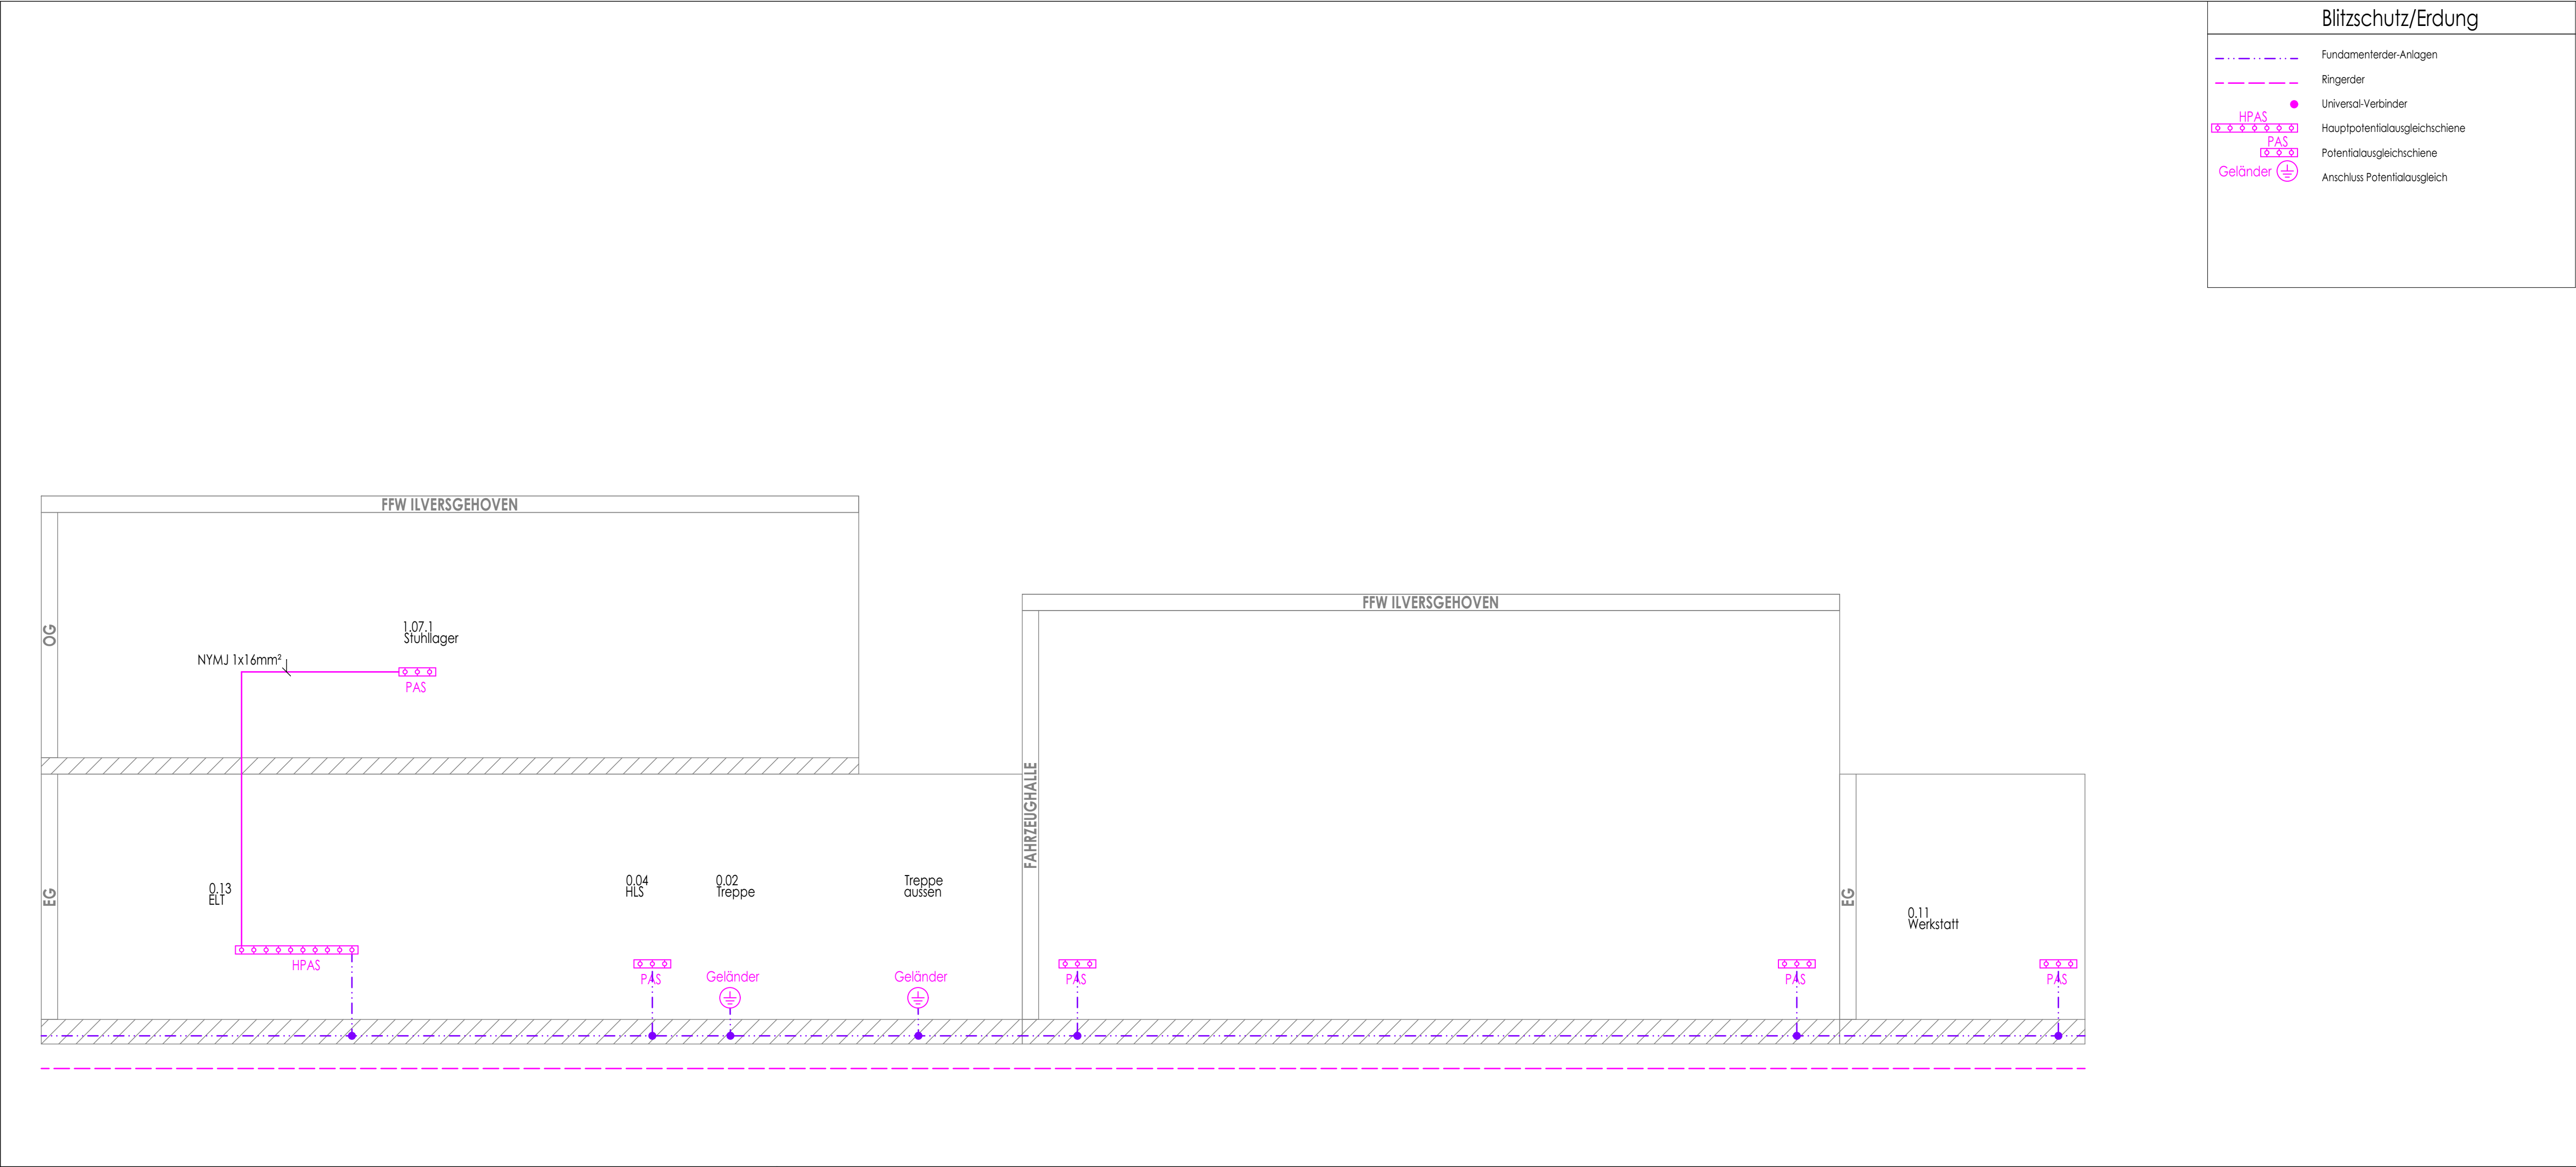 Blitzschutz/Erdung
Fundamenterder-Anlagen
Ringerder
Universal-Verbinder
HPAS
Hauptpotentialausgleichschiene
PAS
Potentialausgleichschiene
Geländer
Anschluss Potentialausgleich
FFW ILVERSGEHOVEN
OG
1.07.1
Stuhllager
NYMJ 1x16mm²
PAS
FFW ILVERSGEHOVEN
FAHRZEUGHALLE
EG
0.13
ELT
HPAS
0.04
HLS
PAS
0.02
Treppe
Geländer
Treppe
aussen
Geländer
PAS
PAS
EG
0.11
Werkstatt
PAS